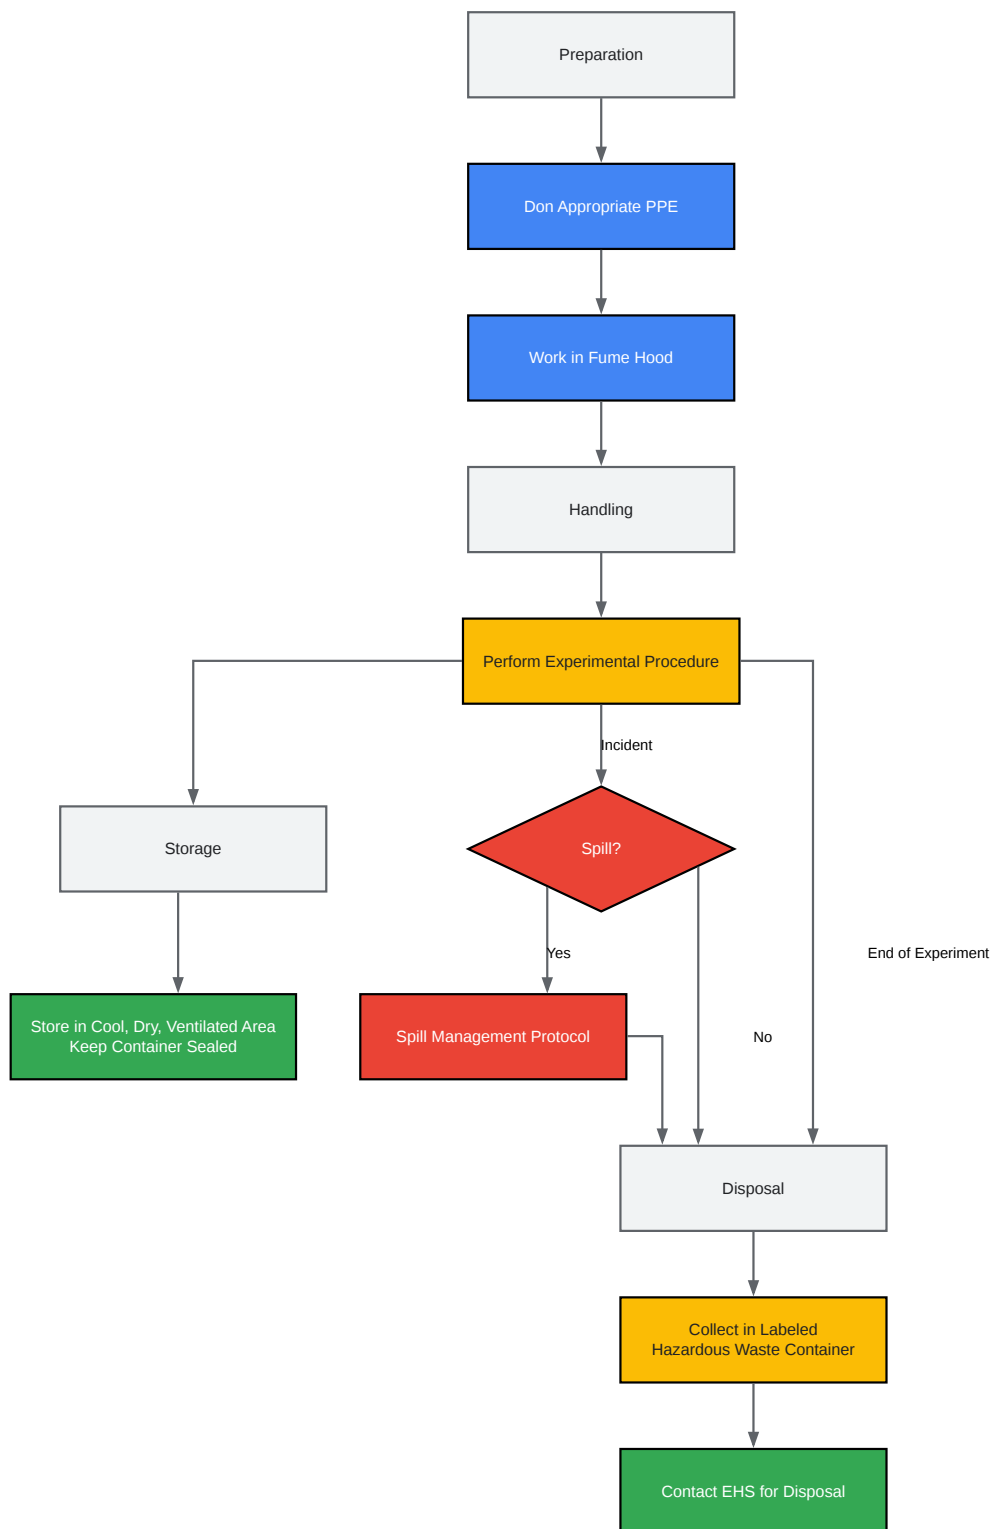 Preparation
Don Appropriate PPE
Work in Fume Hood
Handling
Perform Experimental Procedure
Incident
Storage
Spill?
Yes
End of Experiment
Store in Cool, Dry, Ventilated Area
Keep Container Sealed
Spill Management Protocol
No
Disposal
Collect in Labeled
Hazardous Waste Container
Contact EHS for Disposal